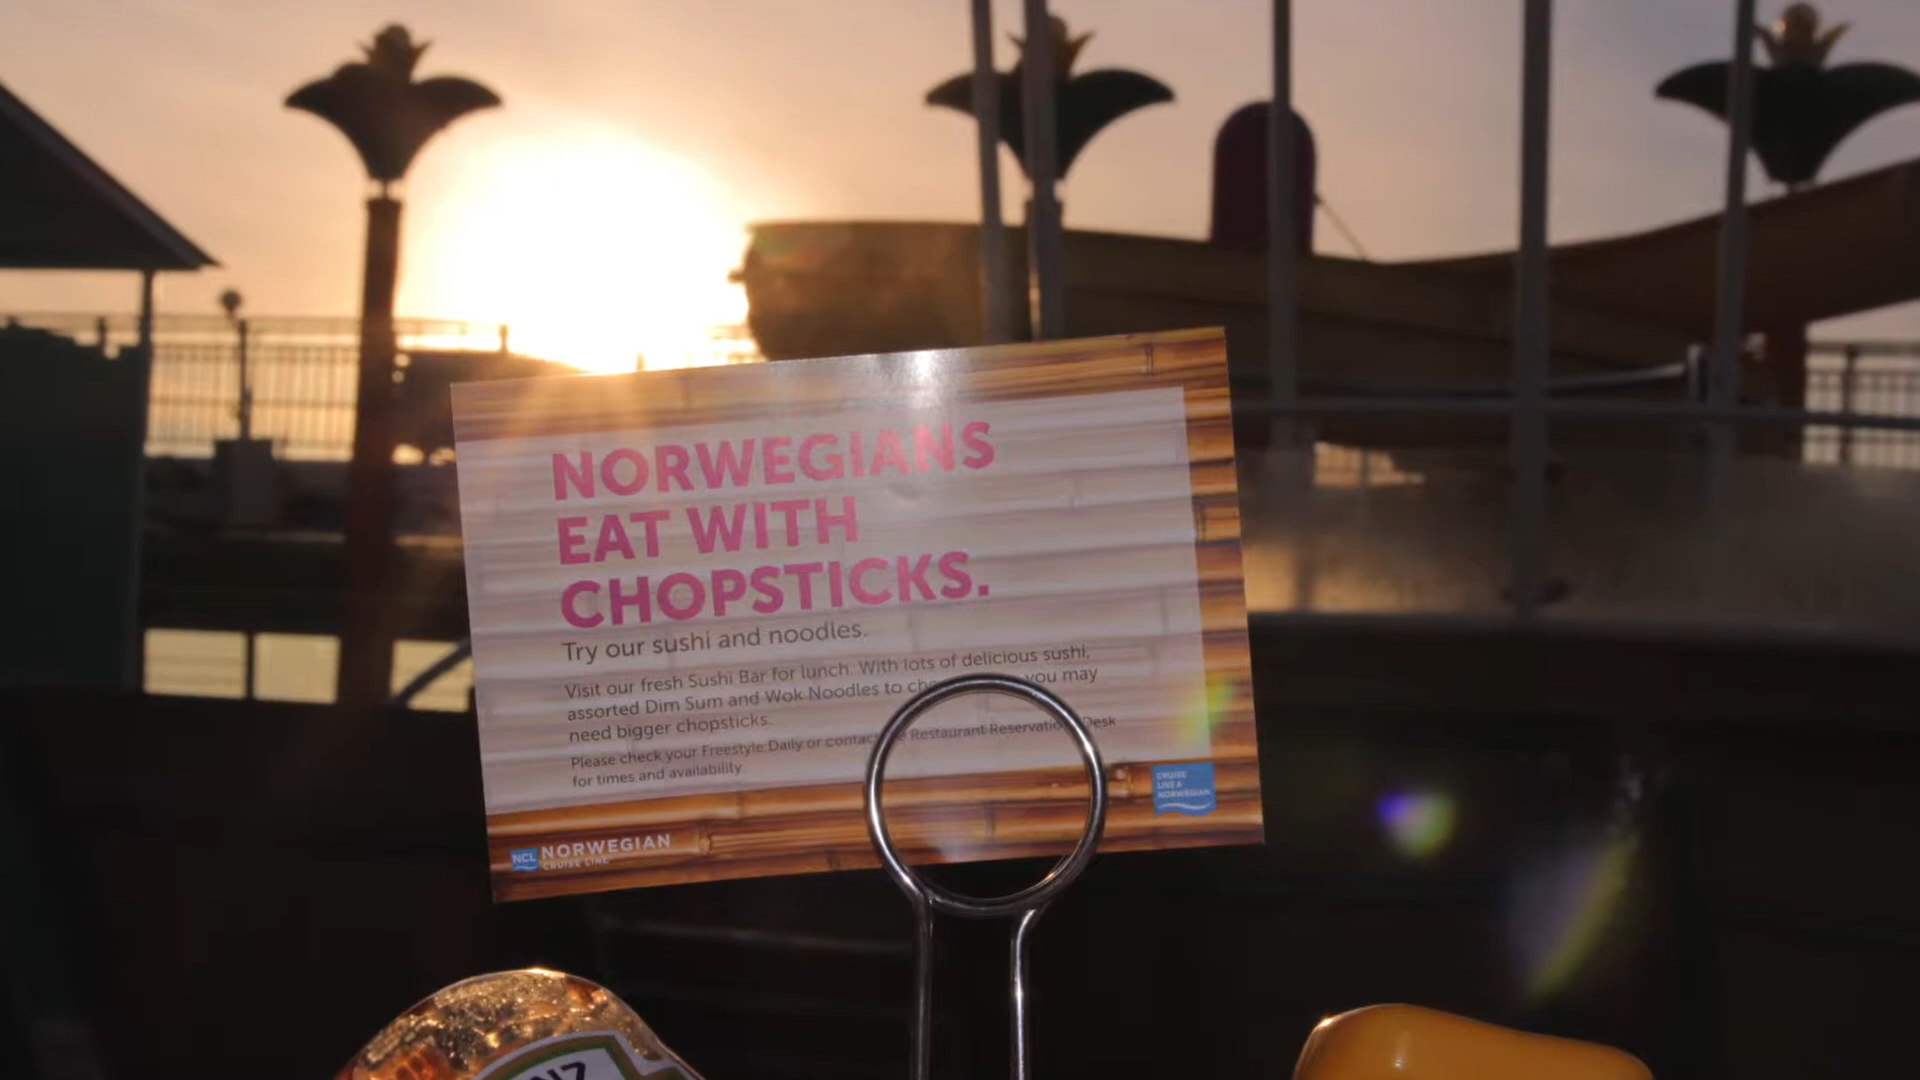 NORWEGIANS
EAT WITH
CHOPSTICKS.
Try our sushi and noodles.
Visit our fresh Sushi Bar for lunch. With lots of delicious sushi,
assorted Dim Sum and Wok Noodles to you may
need bigger chopsticks.
Please check your Freestyle Daily or contact Restaurant Reservation Desk
for times and availability.
CRUISE
LIKE A
NORWEGIAN
NCL NORWEGIAN
CRUISE LINE